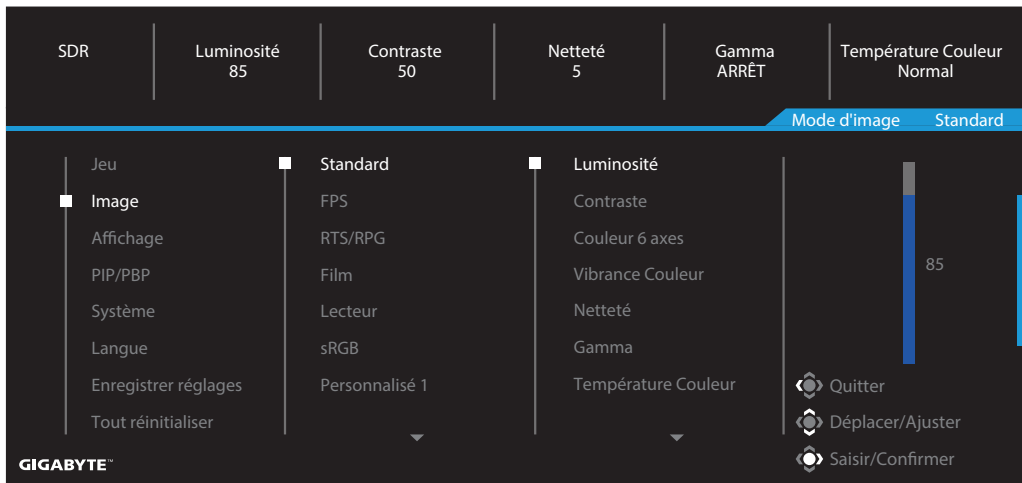 SDR
Luminosité
85
Contraste
50
Netteté
5
Gamma
ARRÊT
Température Couleur
Normal
Mode d'image Standard
Jeu
Image
Affichage
PIP/PBP
Système
Langue
Enregistrer réglages
Tout réinitialiser
Standard
FPS
RTS/RPG
Film
Lecteur
sRGB
Personnalisé 1
Luminosité
Contraste
Couleur 6 axes
Vibrance Couleur
Netteté
Gamma
Température Couleur
85
Quitter
Déplacer/Ajuster
Saisir/Confirmer
GIGABYTE™